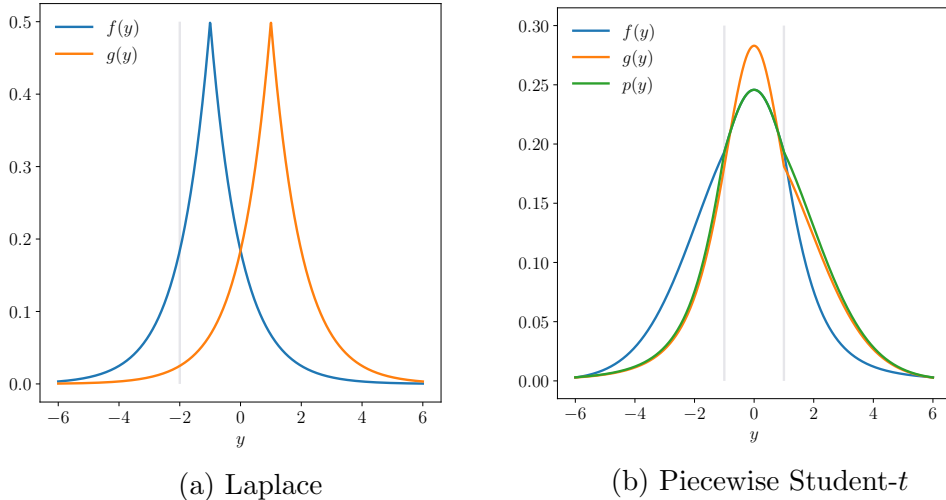 f(y)
g(y)
0.5
0.4
0.3
0.2
0.1
0.0
−6 −4 −2 0 2 4 6
y
(a) Laplace
f(y)
g(y)
p(y)
0.30
0.25
0.20
0.15
0.10
0.05
0.00
−6 −4 −2 0 2 4 6
y
(b) Piecewise Student-t